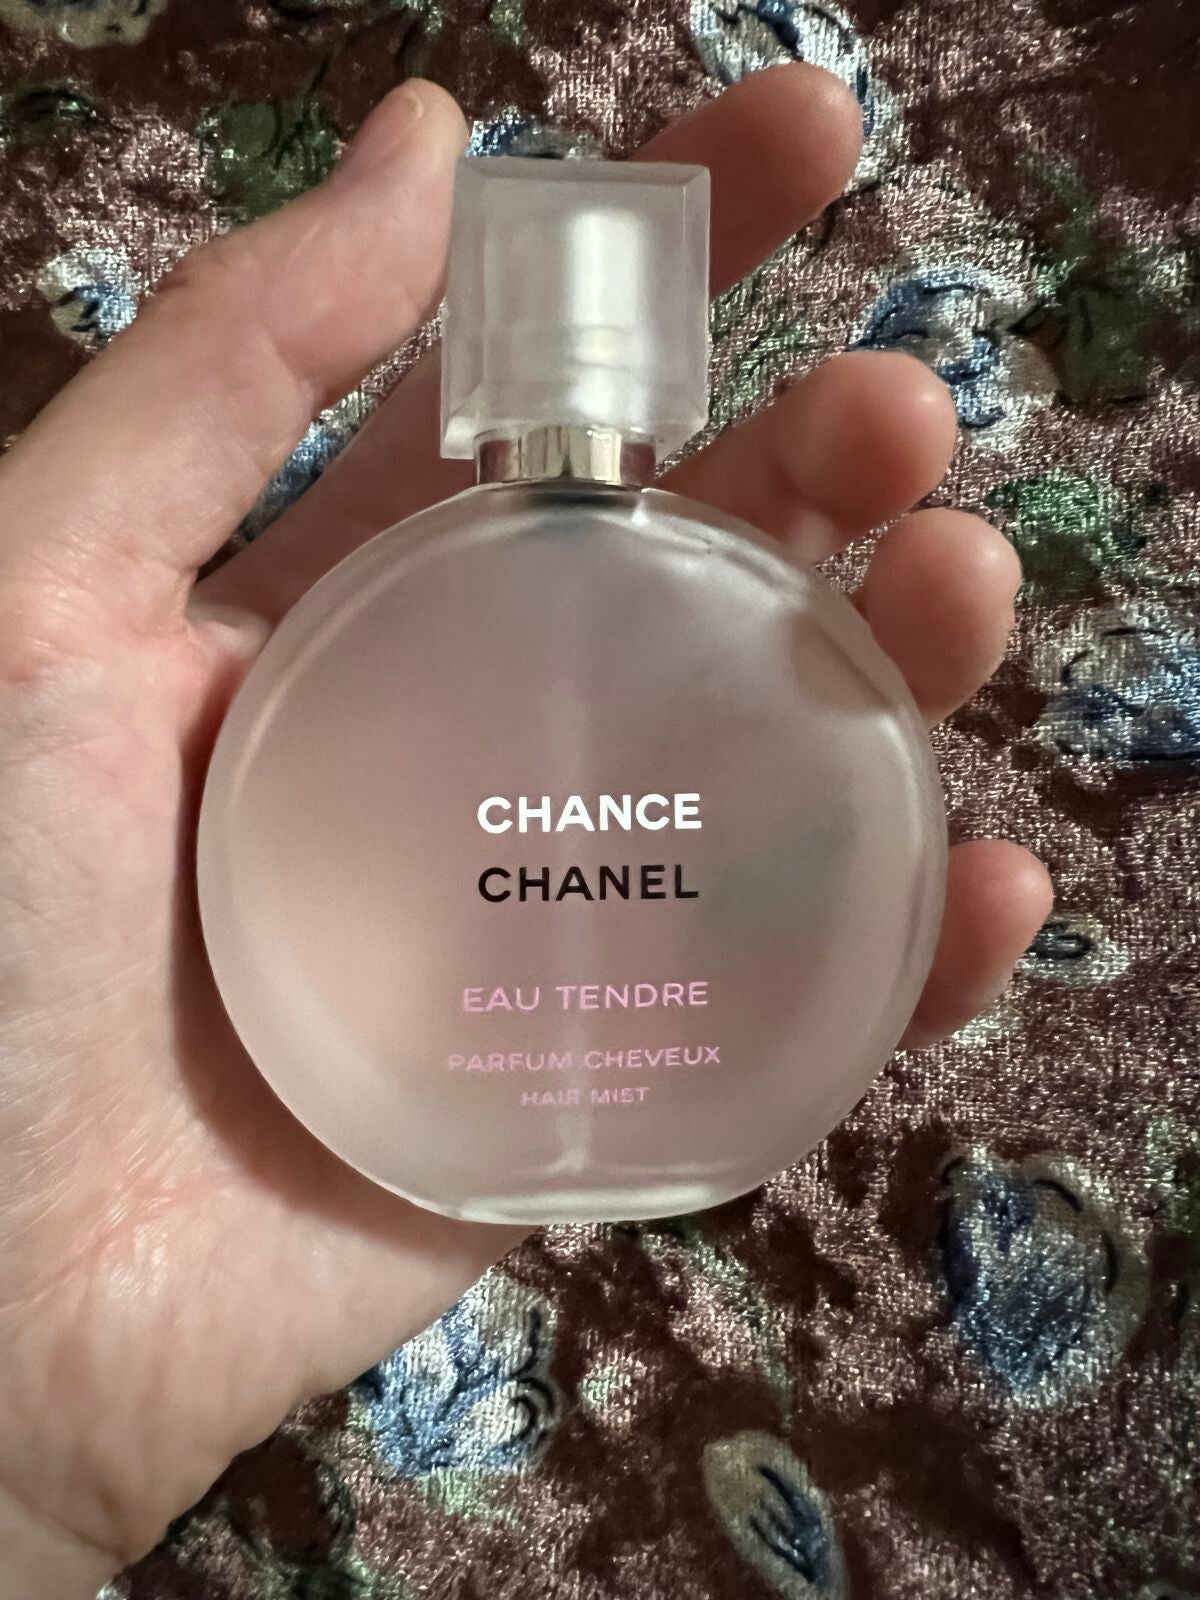 CHANCE
CHANEL
EAU TENDRE
PARFUM CHEVEUX
HAIR MIST